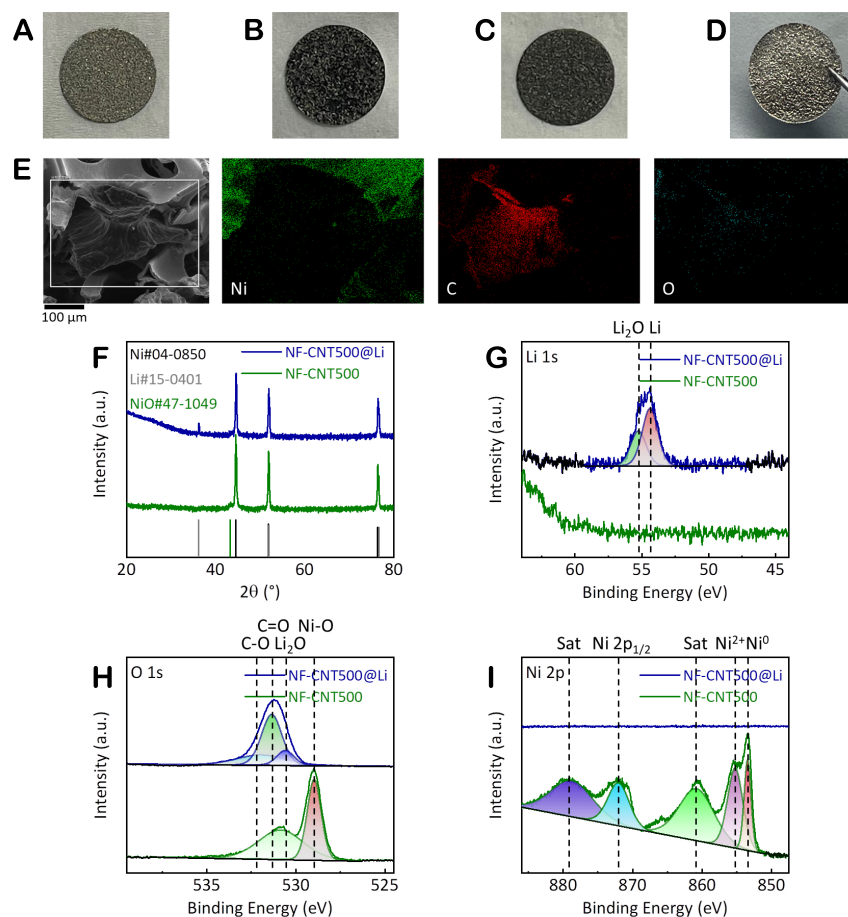 A B C D
E
Ni C O
100 μm
F
Ni#04-0850
Li#15-0401
NiO#47-1049
NF-CNT500@Li
NF-CNT500
Intensity (a.u.)
20 40 60 80
2θ (°)
G
Li₂O Li
Li 1s
NF-CNT500@Li
NF-CNT500
Intensity (a.u.)
60 55 50 45
Binding Energy (eV)
H
C=O Ni-O
C-O Li₂O
O 1s
NF-CNT500@Li
NF-CNT500
Intensity (a.u.)
535 530 525
Binding Energy (eV)
I
Sat Ni 2p₁/₂ Sat Ni²⁺Ni⁰
Ni 2p
NF-CNT500@Li
NF-CNT500
Intensity (a.u.)
880 870 860 850
Binding Energy (eV)